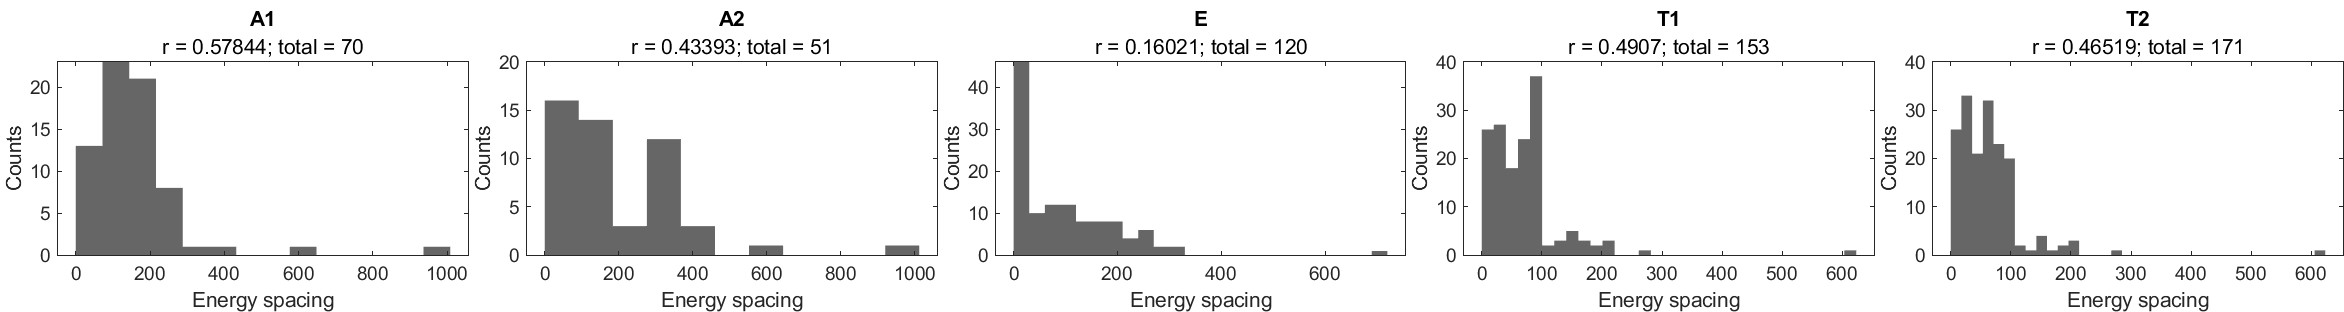 A1
r = 0.57844; total = 70
Counts
20
15
10
5
0
0 200 400 600 800 1000
Energy spacing
A2
r = 0.43393; total = 51
Counts
20
15
10
5
0
0 200 400 600 800 1000
Energy spacing
E
r = 0.16021; total = 120
Counts
40
30
20
10
0
0 200 400 600
Energy spacing
T1
r = 0.4907; total = 153
Counts
40
30
20
10
0
0 100 200 300 400 500 600
Energy spacing
T2
r = 0.46519; total = 171
Counts
40
30
20
10
0
0 100 200 300 400 500 600
Energy spacing